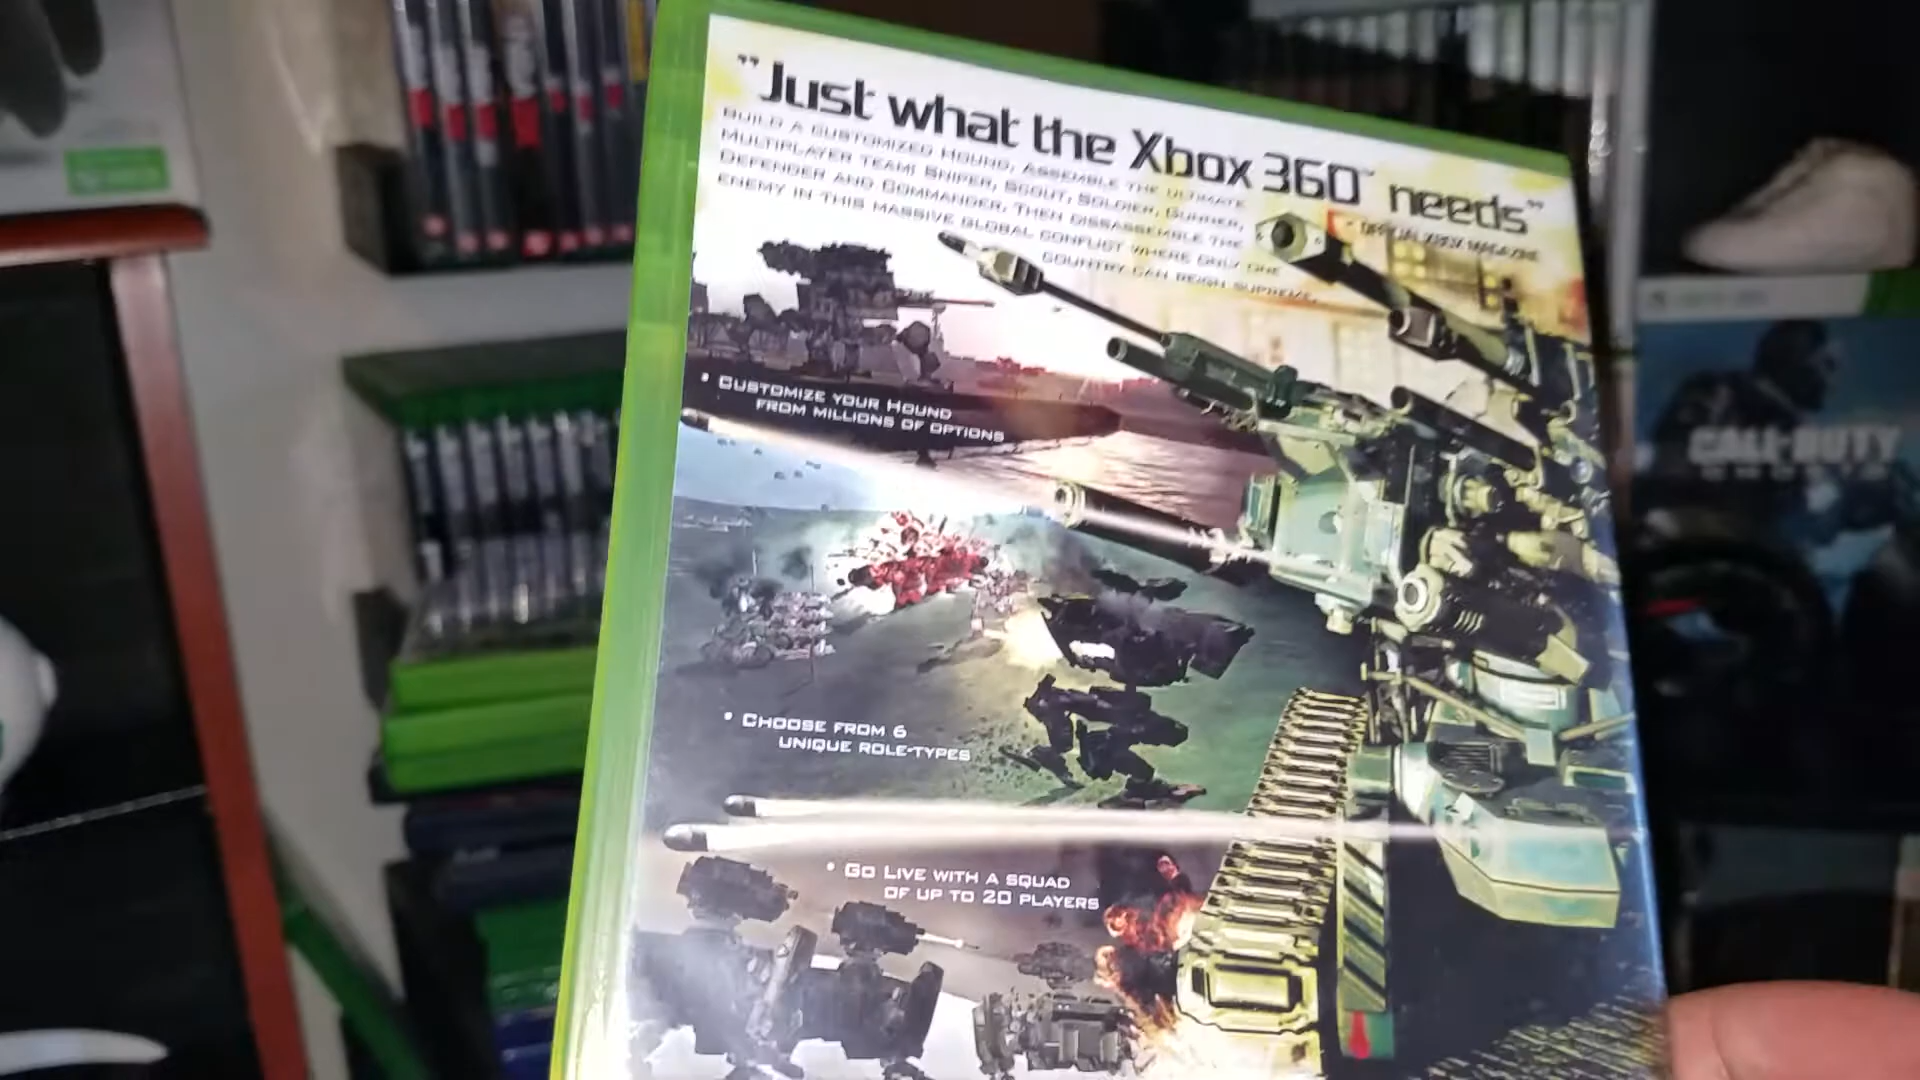 "Just what the Xbox 360™ needs"
- OFFICIAL XBOX MAGAZINE
BUILD A CUSTOMIZED HOUND, ASSEMBLE THE ULTIMATE
MULTIPLAYER TEAM! SNIPER, SCOUT, SOLDIER, GUNNER,
DEFENDER AND COMMANDER. THEN DISSASSEMBLE THE
ENEMY IN THIS MASSIVE GLOBAL CONFLICT WHERE ONLY ONE
COUNTRY CAN REIGN SUPREME.
• CUSTOMIZE YOUR HOUND
FROM MILLIONS OF OPTIONS
• CHOOSE FROM 6
UNIQUE ROLE-TYPES
• GO LIVE WITH A SQUAD
OF UP TO 20 PLAYERS
CALL OF DUTY
GHOSTS